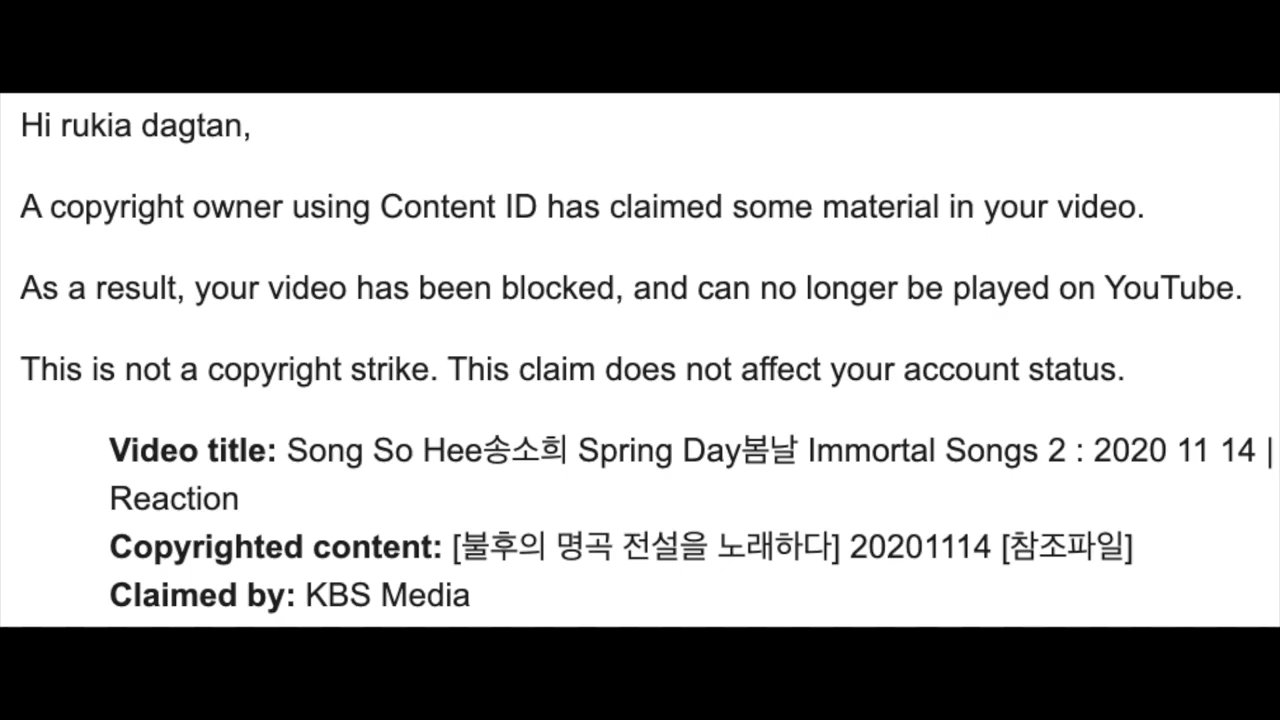 Hi rukia dagtan,
A copyright owner using Content ID has claimed some material in your video.
As a result, your video has been blocked, and can no longer be played on YouTube.
This is not a copyright strike. This claim does not affect your account status.
Video title: Song So Hee송소희 Spring Day봄날 Immortal Songs 2 : 2020 11 14 |
Reaction
Copyrighted content: [불후의 명곡 전설을 노래하다] 20201114 [참조파일]
Claimed by: KBS Media